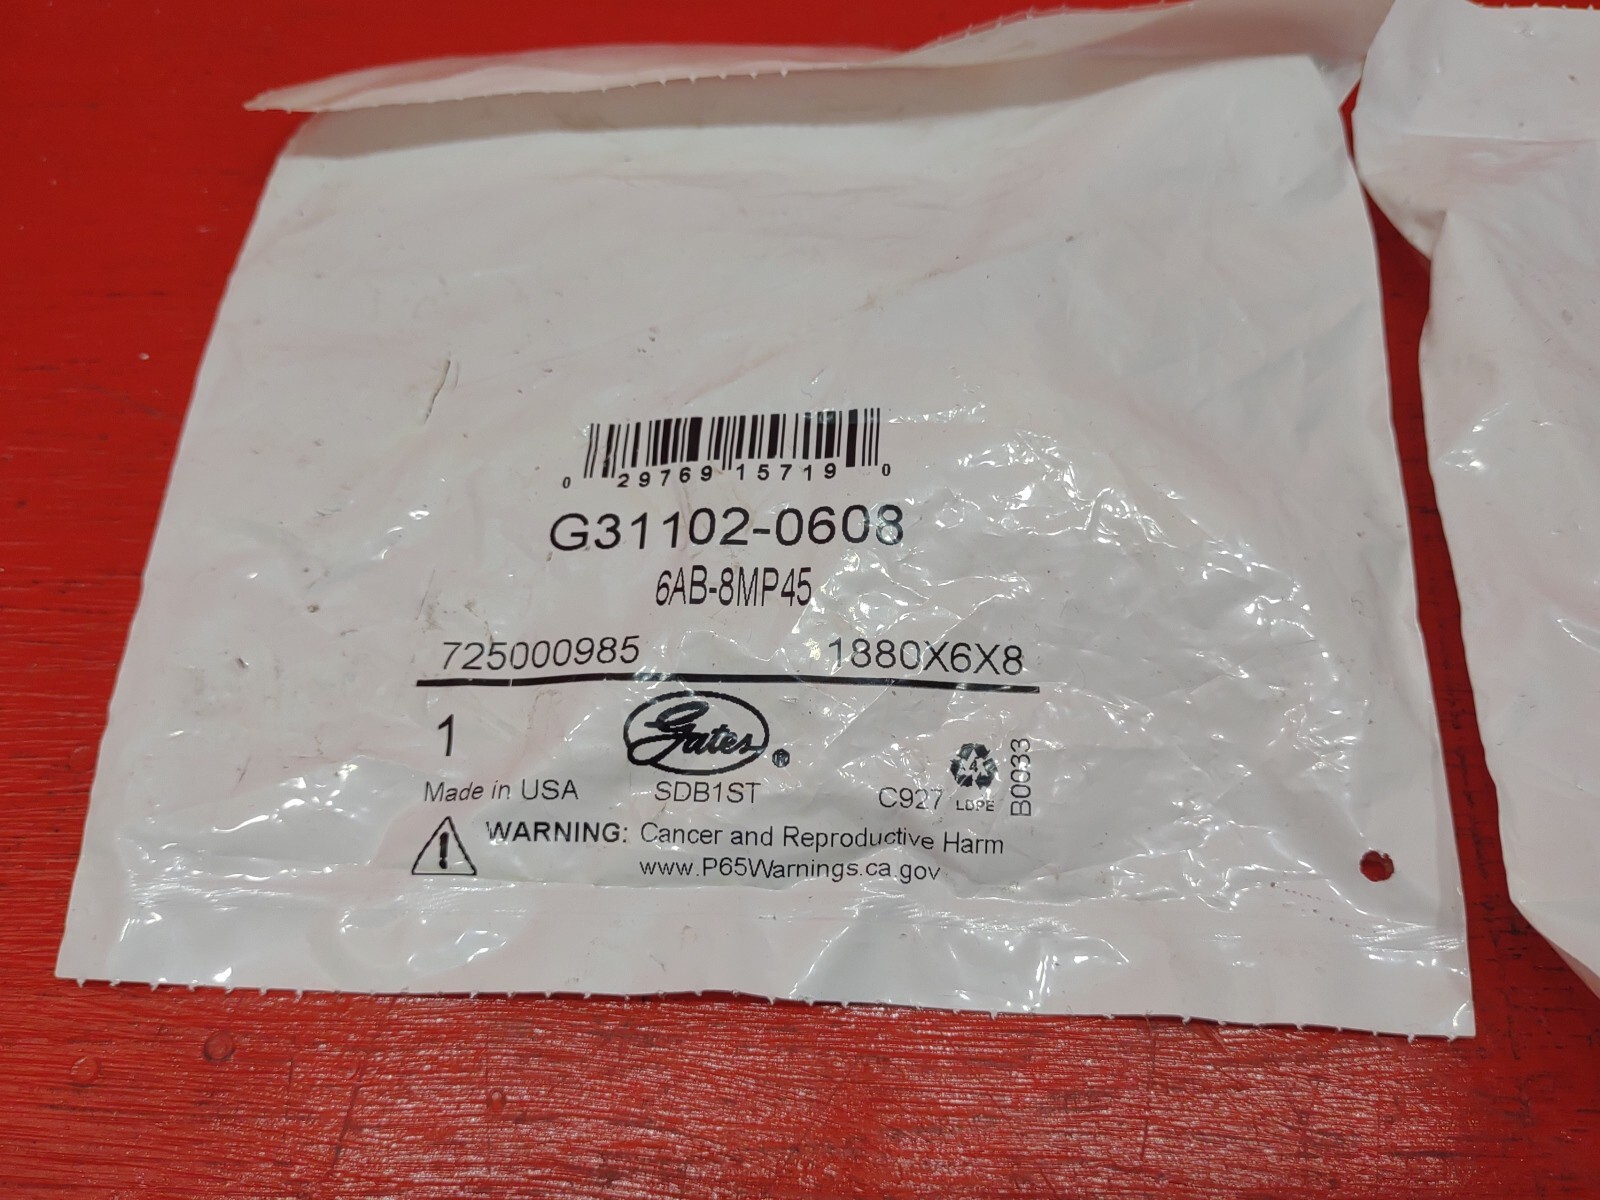 0 29769 15719 0
G31102-0608
6AB-8MP45
725000985 1880X6X8
1 Gates ®
Made in USA SDB1ST C927 4 LDPE B0033
WARNING: Cancer and Reproductive Harm
www.P65Warnings.ca.gov